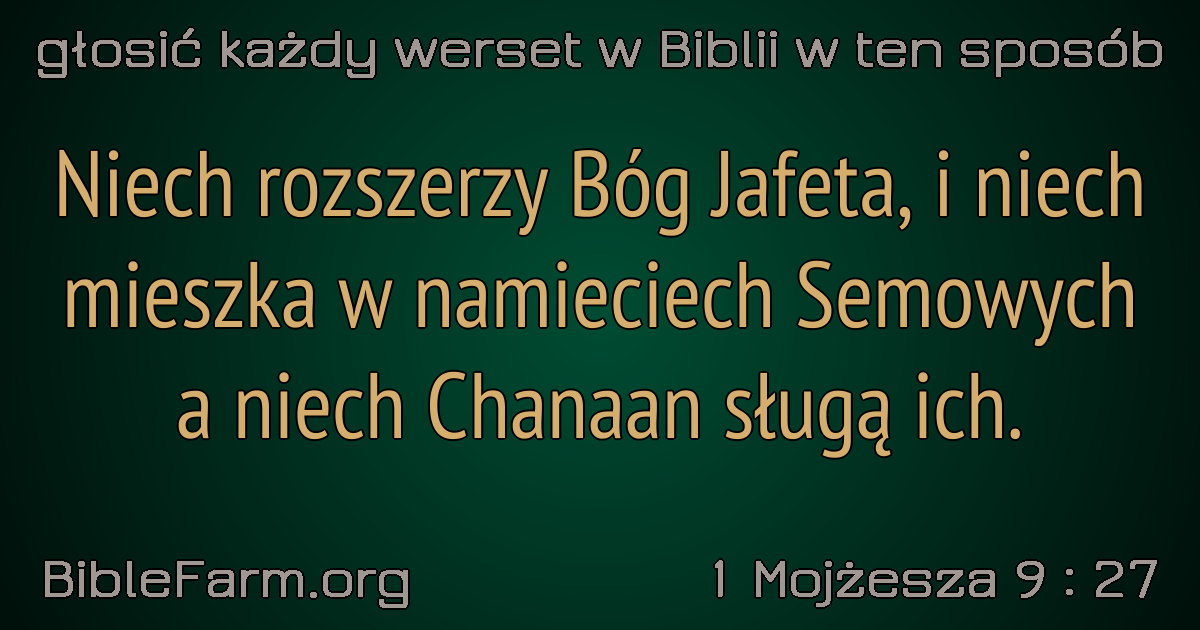 głosić każdy werset w Biblii w ten sposób
Niech rozszerzy Bóg Jafeta, i niech
mieszka w namieciech Semowych
a niech Chanaan sługą ich.
BibleFarm.org
1 Mojżesza 9 : 27